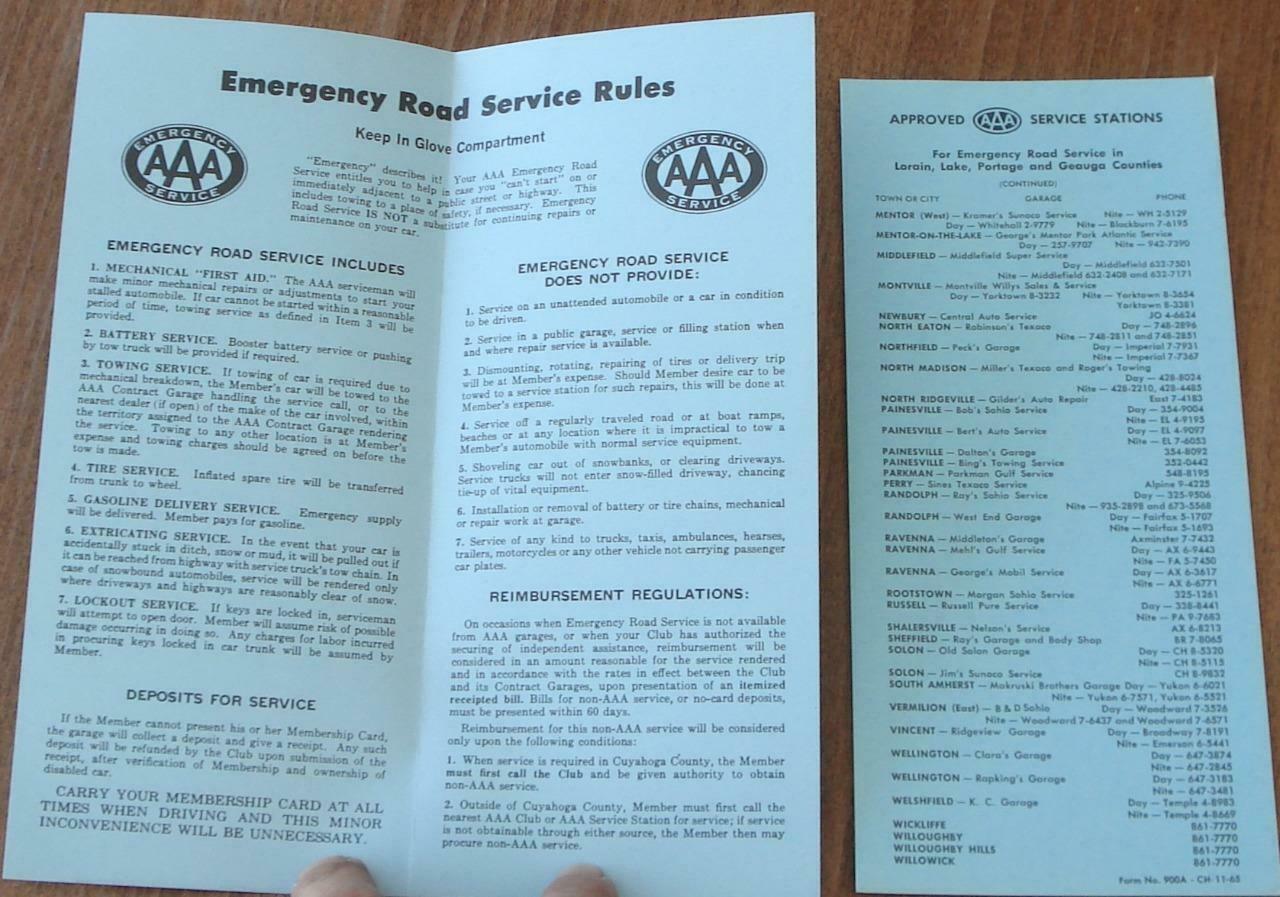 Emergency Road Service Rules
Keep In Glove Compartment
EMERGENCY
AAA
SERVICE
"Emergency" describes it! Your AAA Emergency Road
Service entitles you to help in case you "can't start" on or
immediately adjacent to a public street or highway. This
includes towing to a place of safety, if necessary. Emergency
Road Service IS NOT a substitute for continuing repairs or
maintenance on your car.
EMERGENCY
AAA
SERVICE
EMERGENCY ROAD SERVICE INCLUDES
1. MECHANICAL "FIRST AID." The AAA serviceman will
make minor mechanical repairs or adjustments to start your
stalled automobile. If car cannot be started within a reasonable
period of time, towing service as defined in Item 3 will be
provided.
2. BATTERY SERVICE. Booster battery service or pushing
by tow truck will be provided if required.
3. TOWING SERVICE. If towing of car is required due to
mechanical breakdown, the Member's car will be towed to the
AAA Contract Garage handling the service call, or to the
nearest dealer (if open) of the make of the car involved, within
the territory assigned to the AAA Contract Garage rendering
the service. Towing to any other location is at Member's
expense and towing charges should be agreed on before the
tow is made.
4. TIRE SERVICE. Inflated spare tire will be transferred
from trunk to wheel.
5. GASOLINE DELIVERY SERVICE. Emergency supply
will be delivered. Member pays for gasoline.
6. EXTRICATING SERVICE. In the event that your car is
accidentally stuck in ditch, snow or mud, it will be pulled out if
it can be reached from highway with service truck's tow chain. In
case of snowbound automobiles, service will be rendered only
where driveways and highways are reasonably clear of snow.
7. LOCKOUT SERVICE. If keys are locked in, serviceman
will attempt to open door. Member will assume risk of possible
damage occurring in doing so. Any charges for labor incurred
in procuring keys locked in car trunk will be assumed by
Member.
DEPOSITS FOR SERVICE
If the Member cannot present his or her Membership Card,
the garage will collect a deposit and give a receipt. Any such
deposit will be refunded by the Club upon submission of the
receipt, after verification of Membership and ownership of
disabled car.
CARRY YOUR MEMBERSHIP CARD AT ALL
TIMES WHEN DRIVING AND THIS MINOR
INCONVENIENCE WILL BE UNNECESSARY.
EMERGENCY ROAD SERVICE
DOES NOT PROVIDE:
1. Service on an unattended automobile or a car in condition
to be driven.
2. Service in a public garage, service or filling station when
and where repair service is available.
3. Dismounting, rotating, repairing of tires or delivery trip
will be at Member's expense. Should Member desire car to be
towed to a service station for such repairs, this will be done at
Member's expense.
4. Service off a regularly traveled road or at boat ramps,
beaches or at any location where it is impractical to tow a
Member's automobile with normal service equipment.
5. Shoveling car out of snowbanks, or clearing driveways.
Service trucks will not enter snow-filled driveway, chancing
tie-up of vital equipment.
6. Installation or removal of battery or tire chains, mechanical
or repair work at garage.
7. Service of any kind to trucks, taxis, ambulances, hearses,
trailers, motorcycles or any other vehicle not carrying passenger
car plates.
REIMBURSEMENT REGULATIONS:
On occasions when Emergency Road Service is not available
from AAA garages, or when your Club has authorized the
securing of independent assistance, reimbursement will be
considered in an amount reasonable for the service rendered
and in accordance with the rates in effect between the Club
and its Contract Garages, upon presentation of an itemized
receipted bill. Bills for non-AAA service, or no-card deposits,
must be presented within 60 days.
Reimbursement for this non-AAA service will be considered
only upon the following conditions:
1. When service is required in Cuyahoga County, the Member
must first call the Club and be given authority to obtain
non-AAA service.
2. Outside of Cuyahoga County, Member must first call the
nearest AAA Club or AAA Service Station for service; if service
is not obtainable through either source, the Member then may
procure non-AAA service.
APPROVED AAA SERVICE STATIONS
For Emergency Road Service in
Lorain, Lake, Portage and Geauga Counties
(CONTINUED)
TOWN OR CITY GARAGE PHONE
MENTOR (West) — Kramer's Sunoco Service Nite — WH 2-5129
Day — Whitehall 2-9779 Nite — Blackburn 7-6195
MENTOR-ON-THE-LAKE — George's Mentor Park Atlantic Service
Day — 257-9707 Nite — 942-7390
MIDDLEFIELD — Middlefield Super Service
Day — Middlefield 632-7501
Nite — Middlefield 632-2408 and 632-7171
MONTVILLE — Montville Willys Sales & Service
Day — Yorktown 8-3232 Nite — Yorktown 8-3654
Yorktown 8-3381
NEWBURY — Central Auto Service JO 4-6624
NORTH EATON — Robinson's Texaco Day — 748-2896
Nite — 748-2811 and 748-2851
NORTHFIELD — Peck's Garage Day — Imperial 7-7931
Nite — Imperial 7-7367
NORTH MADISON — Miller's Texaco and Roger's Towing
Day — 428-8024
Nite — 428-2210, 428-4485
NORTH RIDGEVILLE — Gilder's Auto Repair East 7-4183
PAINESVILLE — Bob's Sohio Service Day — 354-9004
Nite — EL 4-9195
PAINESVILLE — Bert's Auto Service Day — EL 4-9097
Nite — EL 7-6053
PAINESVILLE — Dalton's Garage 354-8092
PAINESVILLE — Bing's Towing Service 352-0442
PARKMAN — Parkman Gulf Service 548-8195
PERRY — Sines Texaco Service Alpine 9-4225
RANDOLPH — Ray's Sohio Service Day — 325-9506
Nite — 935-2898 and 673-5568
RANDOLPH — West End Garage Day — Fairfax 5-1707
Nite — Fairfax 5-1693
RAVENNA — Middleton's Garage Axminster 7-7432
RAVENNA — Mehl's Gulf Service Day — AX 6-9443
Nite — FA 5-7450
RAVENNA — George's Mobil Service Day — AX 6-3617
Nite — AX 6-6771
ROOTSTOWN — Morgan Sohio Service 325-1261
RUSSELL — Russell Pure Service Day — 338-8441
Nite — PA 9-7683
SHALERSVILLE — Nelson's Service AX 6-8213
SHEFFIELD — Ray's Garage and Body Shop BR 7-8065
SOLON — Old Solon Garage Day — CH 8-5320
Nite — CH 8-5115
SOLON — Jim's Sunoco Service CH 8-9832
SOUTH AMHERST — Makruski Brothers Garage Day — Yukon 6-6021
Nite — Yukon 6-7571, Yukon 6-5521
VERMILION (East) — B & D Sohio Day — Woodward 7-3526
Nite — Woodward 7-6437 and Woodward 7-6571
VINCENT — Ridgeview Garage Day — Broadway 7-8191
Nite — Emerson 6-5441
WELLINGTON — Clara's Garage Day — 647-3874
Nite — 647-2845
WELLINGTON — Rapking's Garage Day — 647-3183
Nite — 647-3481
WELSHFIELD — K. C. Garage Day — Temple 4-8983
Nite — Temple 4-8669
WICKLIFFE 861-7770
WILLOUGHBY 861-7770
WILLOUGHBY HILLS 861-7770
WILLOWICK 861-7770
Form No. 900A - CH-11-65